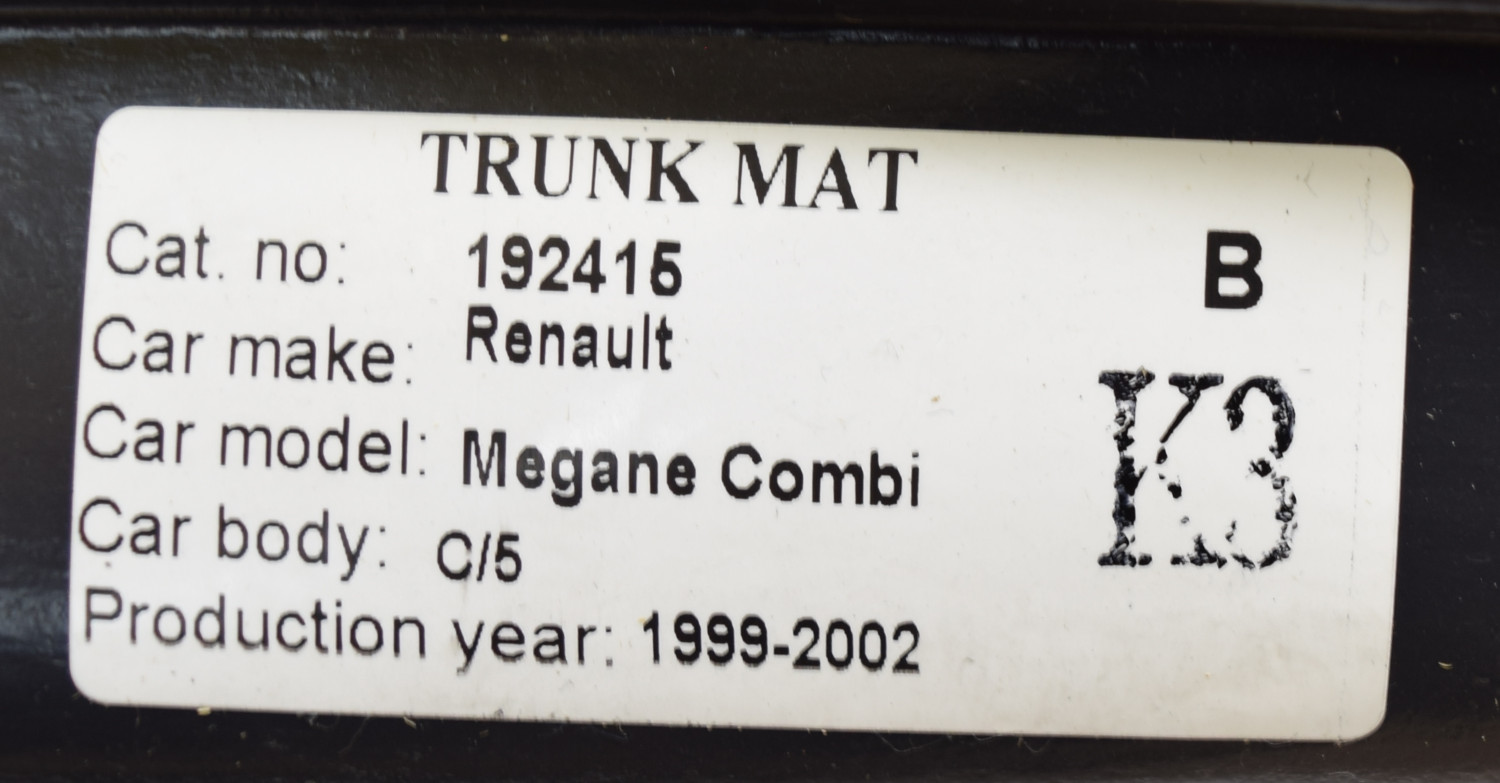 TRUNK MAT
Cat. no: 192415
B
Car make: Renault
K3
Car model: Megane Combi
Car body: C/5
Production year: 1999-2002